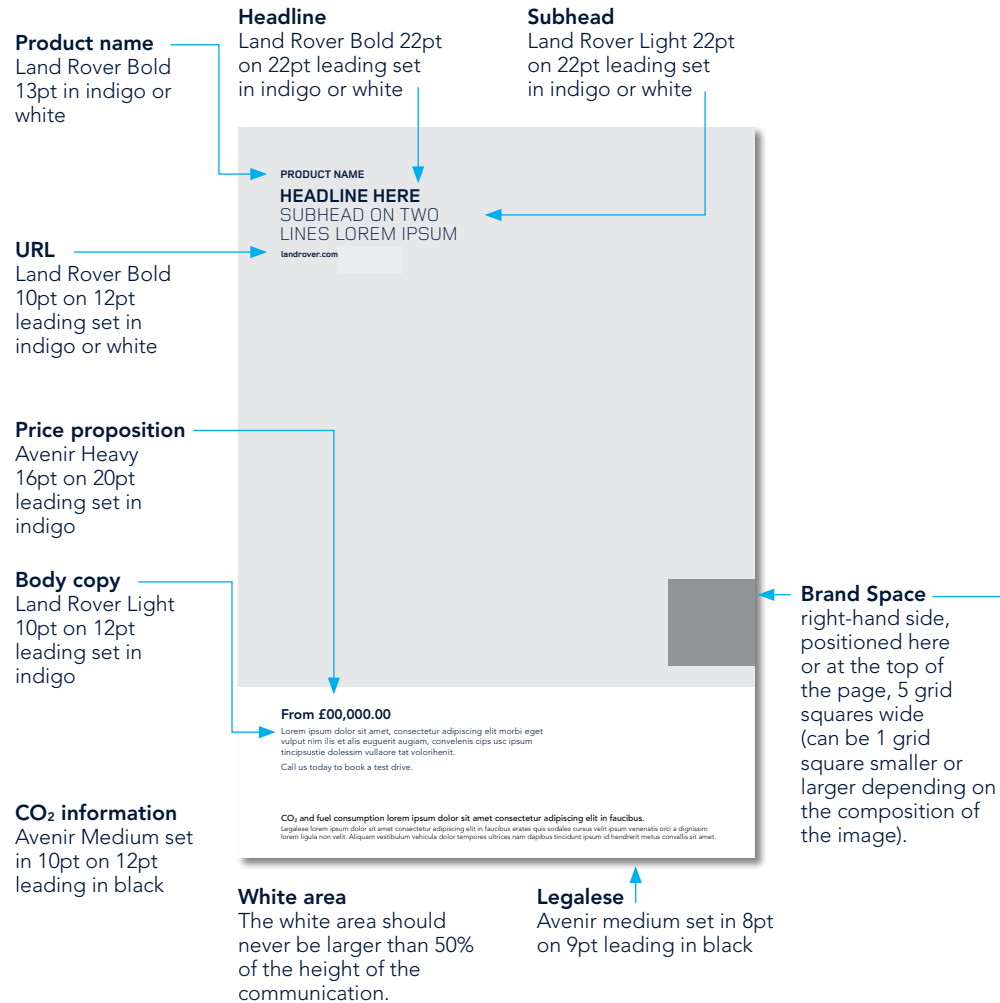 Headline
Land Rover Bold 22pt
on 22pt leading set
in indigo or white
Subhead
Land Rover Light 22pt
on 22pt leading set
in indigo or white
Product name
Land Rover Bold
13pt in indigo or
white
URL
Land Rover Bold
10pt on 12pt
leading set in
indigo or white
Price proposition
Avenir Heavy
16pt on 20pt
leading set in
indigo
Body copy
Land Rover Light
10pt on 12pt
leading set in
indigo
CO₂ information
Avenir Medium set
in 10pt on 12pt
leading in black
PRODUCT NAME
HEADLINE HERE
SUBHEAD ON TWO
LINES LOREM IPSUM
landrover.com
From £00,000.00
Lorem ipsum dolor sit amet, consectetur adipiscing elit morbi eget
vulput nim ilis et alis euguerit augiam, convelenis cips usc ipsum
tincipsustie dolessim vullaore tat volorihenit.
Call us today to book a test drive.
CO₂ and fuel consumption lorem ipsum dolor sit amet consectetur adipiscing elit in faucibus.
Legalese lorem ipsum dolor sit amet consectetur adipiscing elit in faucibus erates quis sodales cursus velit ipsum venenatis orci a dignissim
lorem ligula non velit. Aliquam vestibulum vehicula dolor tempores ultrices nam dapibus tincidunt ipsum id hendrerit metus convallis sit amet.
Brand Space
right-hand side,
positioned here
or at the top of
the page, 5 grid
squares wide
(can be 1 grid
square smaller or
larger depending on
the composition of
the image).
White area
The white area should
never be larger than 50%
of the height of the
communication.
Legalese
Avenir medium set in 8pt
on 9pt leading in black